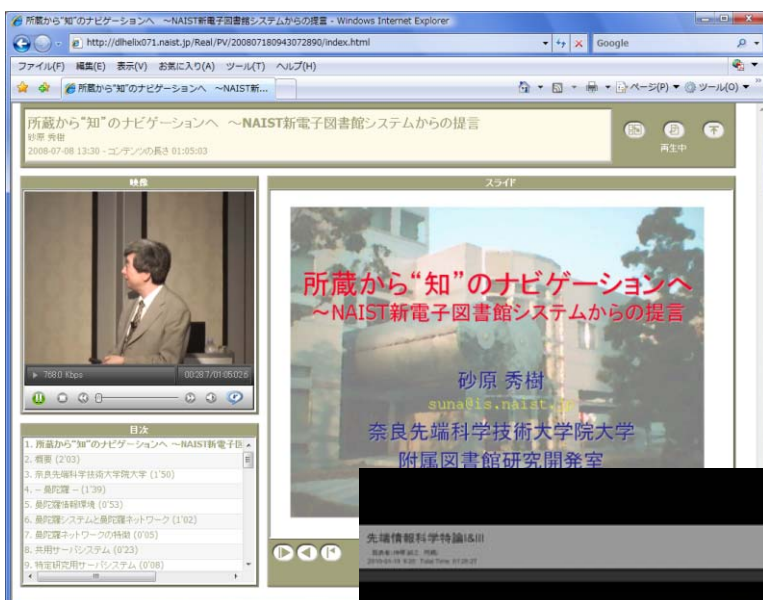 所蔵から"知"のナビゲーションへ ～NAIST新電子図書館システムからの提言 - Windows Internet Explorer
http://dlhelix071.naist.jp/Real/PV/200807180943072890/index.html
Google
ファイル(F) 編集(E) 表示(V) お気に入り(A) ツール(T) ヘルプ(H)
所蔵から"知"のナビゲーションへ ～NAIST新...
ページ(P) ツール(O)
所蔵から"知"のナビゲーションへ ～NAIST新電子図書館システムからの提言
砂原 秀樹
2008-07-08 13:30 - コンテンツの長さ 01:05:03
再生中
映像
768.0 Kbps 00:28.7/01:05:02.6
目次
1. 所蔵から"知"のナビゲーションへ ～NAIST新電子図
2. 概要 (2'03)
3. 奈良先端科学技術大学院大学 (1'50)
4. – 曼陀羅 – (1'39)
5. 曼陀羅情報環境 (0'53)
6. 曼陀羅システムと曼陀羅ネットワーク (1'02)
7. 曼陀羅ネットワークの特徴 (0'05)
8. 共用サーバシステム (0'23)
9. 特定研究用サーバシステム (0'08)
スライド
所蔵から"知"のナビゲーションへ
～NAIST新電子図書館システムからの提言
砂原 秀樹
suna@is.naist.jp
奈良先端科学技術大学院大学
附属図書館研究開発室
先端情報科学特論I&III